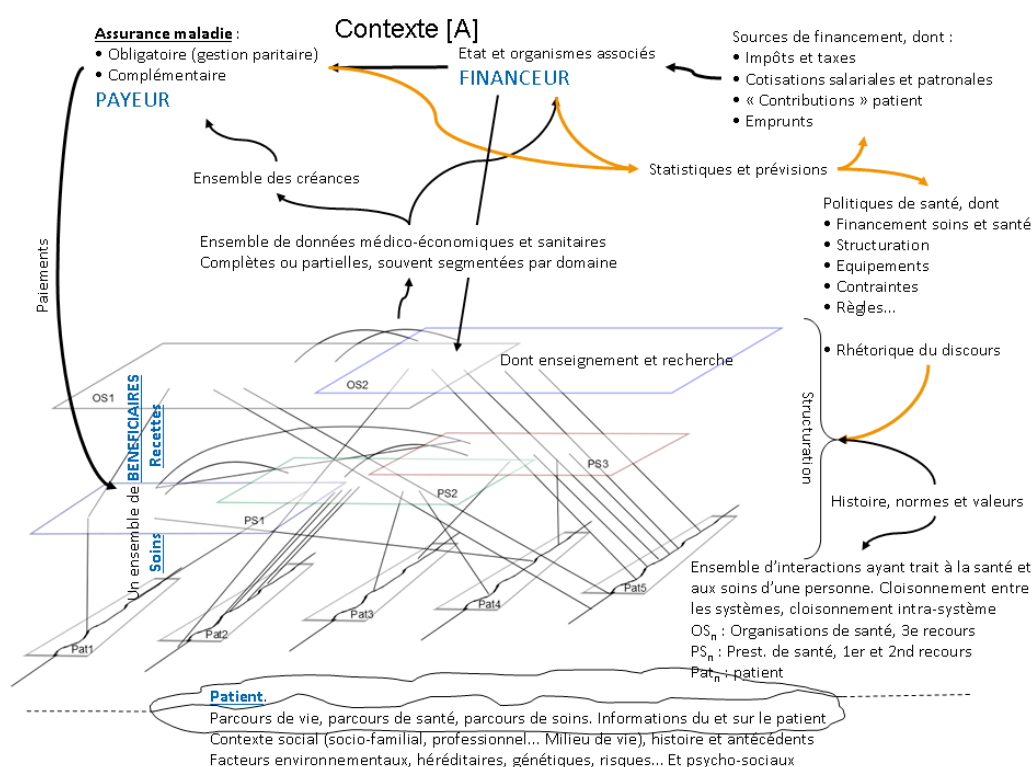 Contexte [A]
Assurance maladie :
• Obligatoire (gestion paritaire)
• Complémentaire
PAYEUR
Etat et organismes associés
FINANCEUR
Sources de financement, dont :
• Impôts et taxes
• Cotisations salariales et patronales
• « Contributions » patient
• Emprunts
Ensemble des créances
Statistiques et prévisions
Politiques de santé, dont
• Financement soins et santé
• Structuration
• Equipements
• Contraintes
• Règles...
• Rhétorique du discours
Ensemble de données médico-économiques et sanitaires
Complètes ou partielles, souvent segmentées par domaine
Paiements
Dont enseignement et recherche
OS1
OS2
Un ensemble de BENEFICIAIRES
Soins Recettes
PS1
PS2
PS3
Structuration
Histoire, normes et valeurs
Pat1
Pat2
Pat3
Pat4
Pat5
Ensemble d'interactions ayant trait à la santé et
aux soins d'une personne. Cloisonnement entre
les systèmes, cloisonnement intra-système
OSn : Organisations de santé, 3e recours
PSn : Prest. de santé, 1er et 2nd recours
Patn : patient
Patient.
Parcours de vie, parcours de santé, parcours de soins. Informations du et sur le patient
Contexte social (socio-familial, professionnel... Milieu de vie), histoire et antécédents
Facteurs environnementaux, héréditaires, génétiques, risques... Et psycho-sociaux